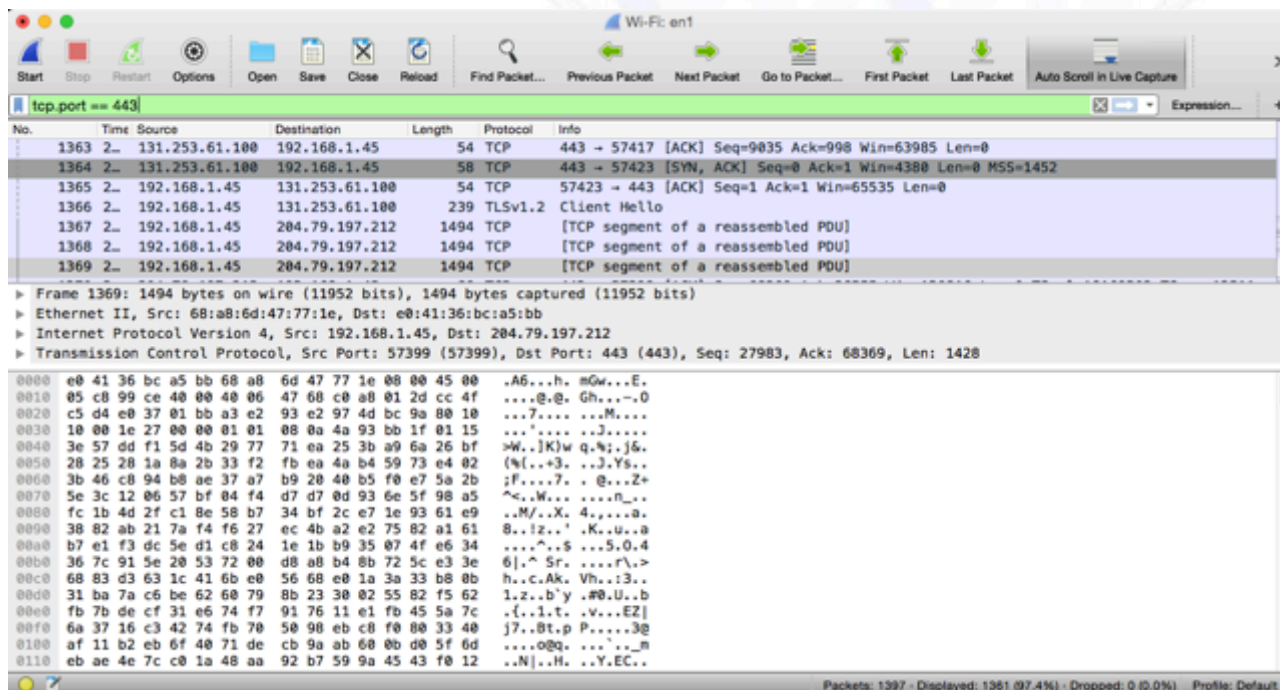 Wi-Fi: en1
Start Stop Restart Options Open Save Close Reload Find Packet... Previous Packet Next Packet Go to Packet... First Packet Last Packet Auto Scroll in Live Capture
tcp.port == 443 Expression...
No. Time Source Destination Length Protocol Info
1363 2… 131.253.61.100 192.168.1.45 54 TCP 443 → 57417 [ACK] Seq=9035 Ack=998 Win=63985 Len=0
1364 2… 131.253.61.100 192.168.1.45 58 TCP 443 → 57423 [SYN, ACK] Seq=0 Ack=1 Win=4380 Len=0 MSS=1452
1365 2… 192.168.1.45 131.253.61.100 54 TCP 57423 → 443 [ACK] Seq=1 Ack=1 Win=65535 Len=0
1366 2… 192.168.1.45 131.253.61.100 239 TLSv1.2 Client Hello
1367 2… 192.168.1.45 204.79.197.212 1494 TCP [TCP segment of a reassembled PDU]
1368 2… 192.168.1.45 204.79.197.212 1494 TCP [TCP segment of a reassembled PDU]
1369 2… 192.168.1.45 204.79.197.212 1494 TCP [TCP segment of a reassembled PDU]
Frame 1369: 1494 bytes on wire (11952 bits), 1494 bytes captured (11952 bits)
Ethernet II, Src: 68:a8:6d:47:77:1e, Dst: e0:41:36:bc:a5:bb
Internet Protocol Version 4, Src: 192.168.1.45, Dst: 204.79.197.212
Transmission Control Protocol, Src Port: 57399 (57399), Dst Port: 443 (443), Seq: 27983, Ack: 68369, Len: 1428
0000 e0 41 36 bc a5 bb 68 a8 6d 47 77 1e 08 00 45 00 .A6...h. mGw...E.
0010 05 c8 99 ce 40 00 40 06 47 68 c0 a8 01 2d cc 4f ....@.@. Gh...-.O
0020 c5 d4 e0 37 01 bb a3 e2 93 e2 97 4d bc 9a 80 10 ...7.... ...M....
0030 10 00 1e 27 00 00 01 01 08 0a 4a 93 bb 1f 01 15 ...'.... ..J.....
0040 3e 57 dd f1 5d 4b 29 77 71 ea 25 3b a9 6a 26 bf >W..]K)w q.%;.j&.
0050 28 25 28 1a 8a 2b 33 f2 fb ea 4a b4 59 73 e4 02 (%(..+3. ..J.Ys..
0060 3b 46 c8 94 b8 ae 37 a7 b9 20 40 b5 f0 e7 5a 2b ;F....7. . @...Z+
0070 5e 3c 12 06 57 bf 04 f4 d7 d7 0d 93 6e 5f 98 a5 ^<..W... ....n_..
0080 fc 1b 4d 2f c1 8e 58 b7 34 bf 2c e7 1e 93 61 e9 ..M/..X. 4.,...a.
0090 38 82 ab 21 7a f4 f6 27 ec 4b a2 e2 75 82 a1 61 8..!z..' .K..u..a
00a0 b7 e1 f3 dc 5e d1 c8 24 1e 1b b9 35 07 4f e6 34 ....^..$ ...5.O.4
00b0 36 7c 91 5e 20 53 72 00 d8 a8 b4 8b 72 5c e3 3e 6|.^ Sr. ....r\.>
00c0 68 83 d3 63 1c 41 6b e0 56 68 e0 1a 3a 33 b8 0b h..c.Ak. Vh..:3..
00d0 31 ba 7a c6 be 62 60 79 8b 23 30 02 55 82 f5 62 1.z..b`y .#0.U..b
00e0 fb 7b de cf 31 e6 74 f7 91 76 11 e1 fb 45 5a 7c .{..1.t. .v...EZ|
00f0 6a 37 16 c3 42 74 fb 70 50 98 eb c8 f0 80 33 40 j7..Bt.p P.....3@
0100 af 11 b2 eb 6f 40 71 de cb 9a ab 60 0b d0 5f 6d ....o@q. ...`.._m
0110 eb ae 4e 7c c0 1a 48 aa 92 b7 59 9a 45 43 f0 12 ..N|..H. ..Y.EC..
Packets: 1397 · Displayed: 1361 (97.4%) · Dropped: 0 (0.0%) Profile: Default